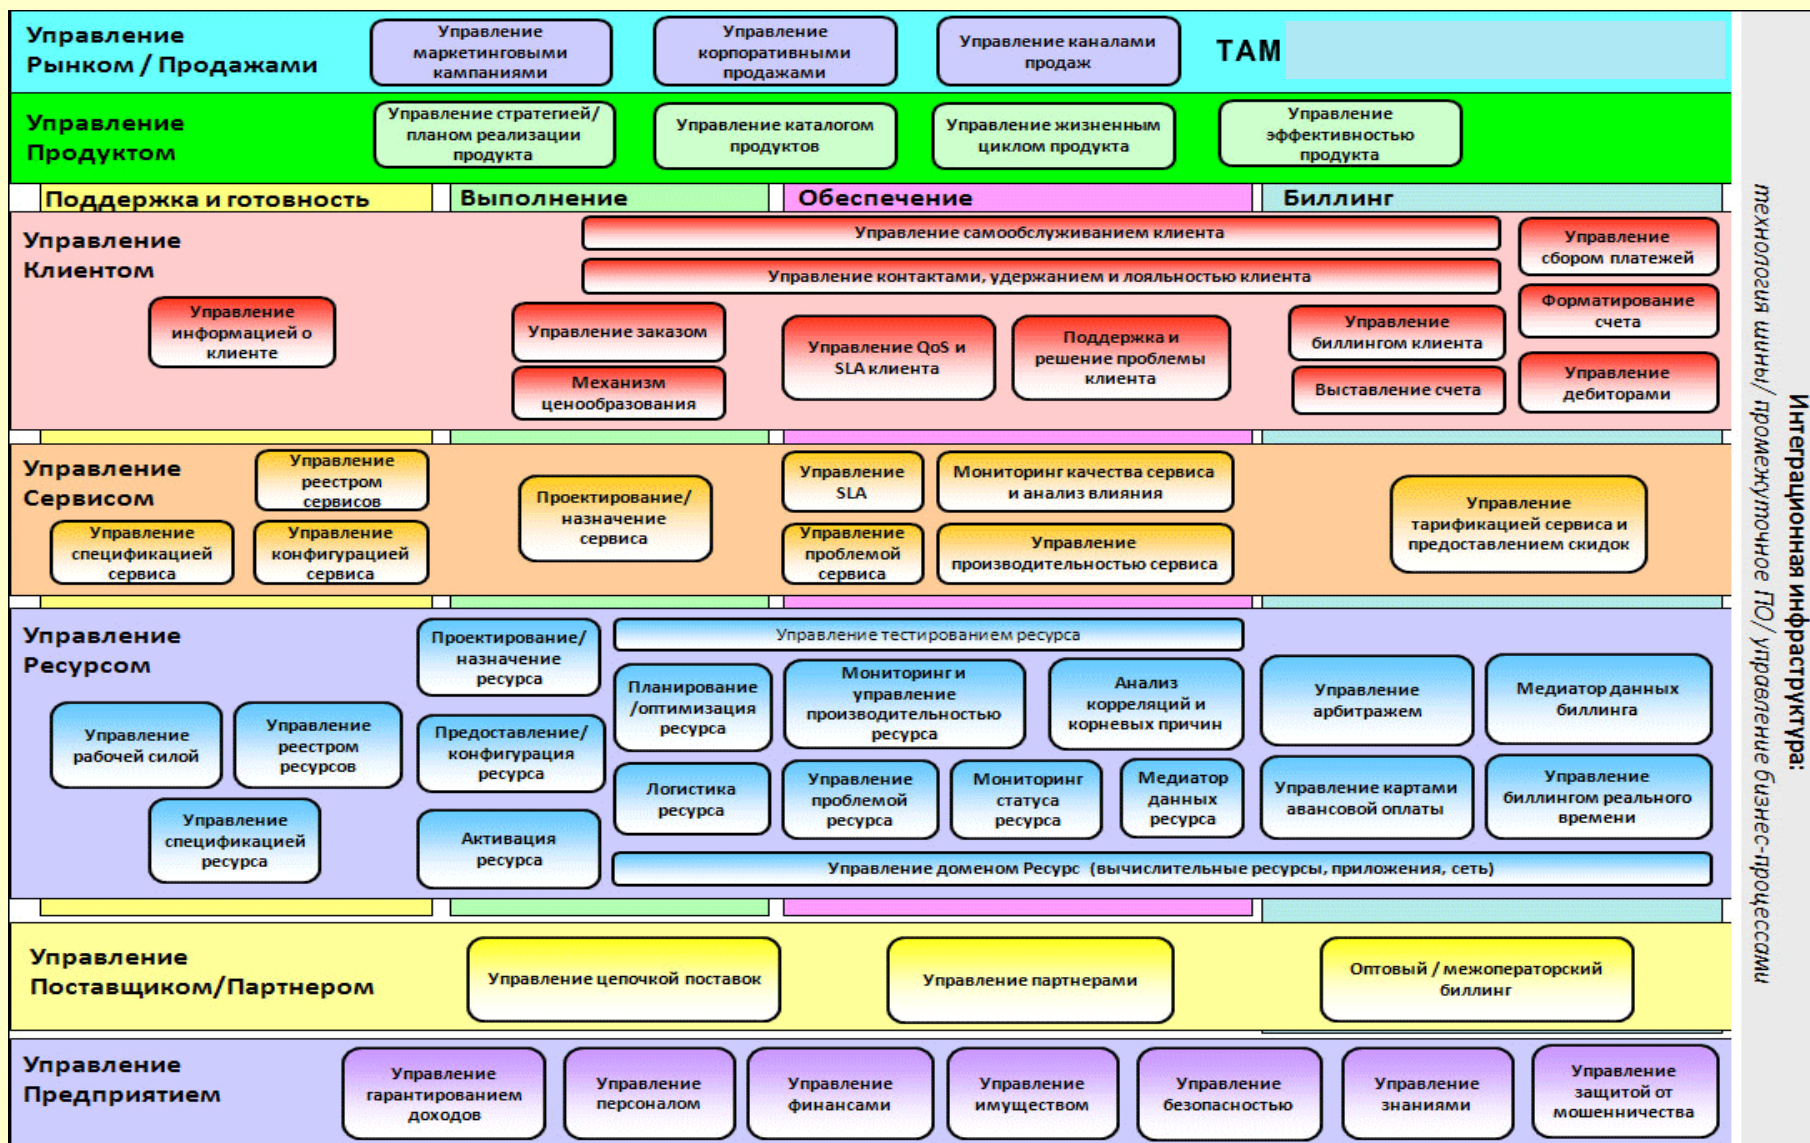 Управление
Рынком / Продажами
Управление
маркетинговыми
кампаниями
Управление
корпоративными
продажами
Управление каналами
продаж
TAM
Управление
Продуктом
Управление стратегией/
планом реализации
продукта
Управление каталогом
продуктов
Управление жизненным
циклом продукта
Управление
эффективностью
продукта
Поддержка и готовность
Выполнение
Обеспечение
Биллинг
Управление
Клиентом
Управление самообслуживанием клиента
Управление контактами, удержанием и лояльностью клиента
Управление
сбором платежей
Управление
информацией о
клиенте
Управление заказом
Механизм
ценообразования
Управление QoS и
SLA клиента
Поддержка и
решение проблемы
клиента
Управление
биллингом клиента
Выставление счета
Форматирование
счета
Управление
дебиторами
Управление
Сервисом
Управление
реестром
сервисов
Управление
спецификацией
сервиса
Управление
конфигурацией
сервиса
Проектирование/
назначение
сервиса
Управление
SLA
Мониторинг качества сервиса
и анализ влияния
Управление
проблемой
сервиса
Управление
производительностью сервиса
Управление
тарификацией сервиса и
предоставлением скидок
Управление
Ресурсом
Управление
рабочей силой
Управление
реестром
ресурсов
Управление
спецификацией
ресурса
Проектирование/
назначение
ресурса
Предоставление/
конфигурация
ресурса
Активация
ресурса
Управление тестированием ресурса
Планирование
/оптимизация
ресурса
Мониторинг и
управление
производительностью
ресурса
Анализ
корреляций и
корневых причин
Логистика
ресурса
Управление
проблемой
ресурса
Мониторинг
статуса
ресурса
Медиатор
данных
ресурса
Управление
арбитражем
Медиатор данных
биллинга
Управление картами
авансовой оплаты
Управление
биллингом реального
времени
Управление доменом Ресурс (вычислительные ресурсы, приложения, сеть)
Управление
Поставщиком/Партнером
Управление цепочкой поставок
Управление партнерами
Оптовый / межоператорский
биллинг
Управление
Предприятием
Управление
гарантированием
доходов
Управление
персоналом
Управление
финансами
Управление
имуществом
Управление
безопасностью
Управление
знаниями
Управление
защитой от
мошенничества
Интеграционная инфраструктура:
технология шины/ промежуточное ПО/ управление бизнес-процессами